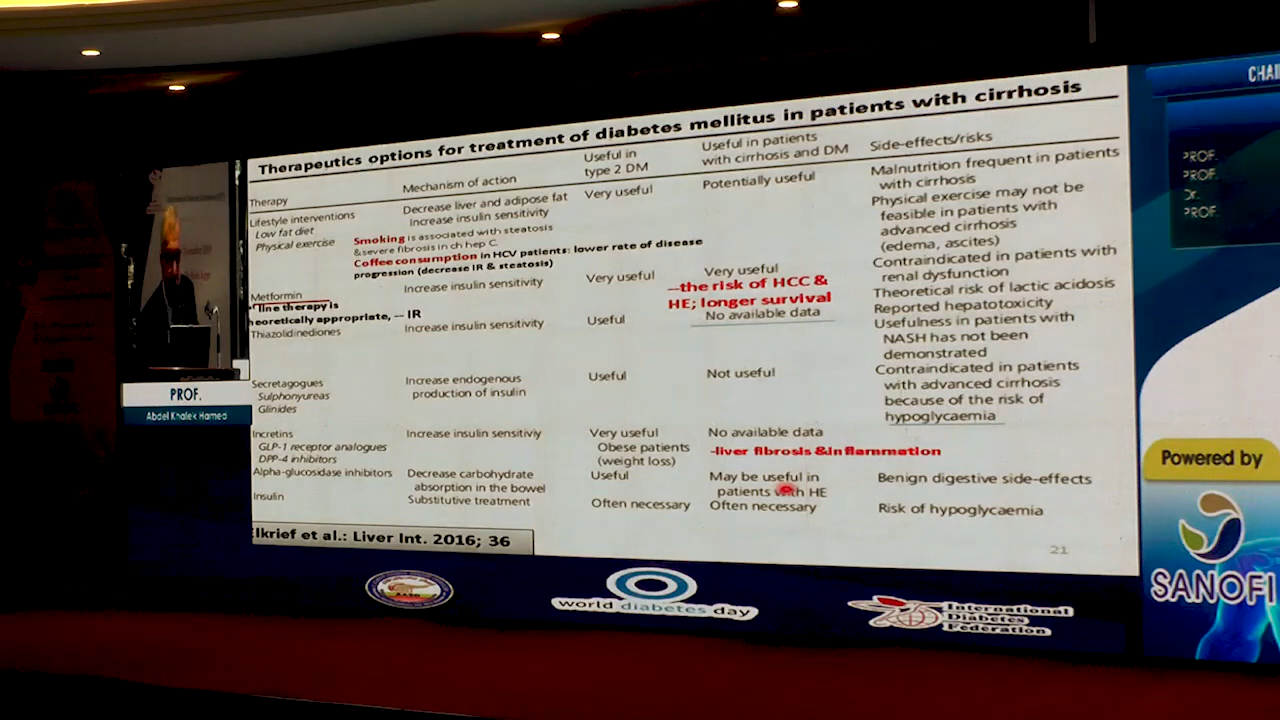 Therapeutics options for treatment of diabetes mellitus in patients with cirrhosis
Therapy
Mechanism of action
Useful in
type 2 DM
Useful in patients
with cirrhosis and DM
Side-effects/risks
Lifestyle interventions
Low fat diet
Physical exercise
Decrease liver and adipose fat
Increase insulin sensitivity
Very useful
Potentially useful
Malnutrition frequent in patients
with cirrhosis
Physical exercise may not be
feasible in patients with
advanced cirrhosis
(edema, ascites)
Smoking is associated with steatosis
&severe fibrosis in ch hep C.
Coffee consumption in HCV patients: lower rate of disease
progression (decrease IR & steatosis)
Metformin
line therapy is
heoretically appropriate, — IR
Increase insulin sensitivity
Very useful
Very useful
—the risk of HCC &
HE; longer survival
Contraindicated in patients with
renal dysfunction
Theoretical risk of lactic acidosis
Thiazolidinediones
Increase insulin sensitivity
Useful
No available data
Reported hepatotoxicity
Usefulness in patients with
NASH has not been
demonstrated
Secretagogues
Sulphonyureas
Glinides
Increase endogenous
production of insulin
Useful
Not useful
Contraindicated in patients
with advanced cirrhosis
because of the risk of
hypoglycaemia
Incretins
GLP-1 receptor analogues
DPP-4 inhibitors
Increase insulin sensitiviy
Very useful
Obese patients
(weight loss)
No available data
-liver fibrosis &inflammation
Alpha-glucosidase inhibitors
Decrease carbohydrate
absorption in the bowel
Useful
May be useful in
patients with HE
Benign digestive side-effects
Insulin
Substitutive treatment
Often necessary
Often necessary
Risk of hypoglycaemia
lkrief et al.: Liver Int. 2016; 36
21
PROF.
Abdel Khalek Hamed
world diabetes day
International
Diabetes
Federation
CHAI
PROF.
PROF.
Dr.
PROF.
Powered by
SANOFI